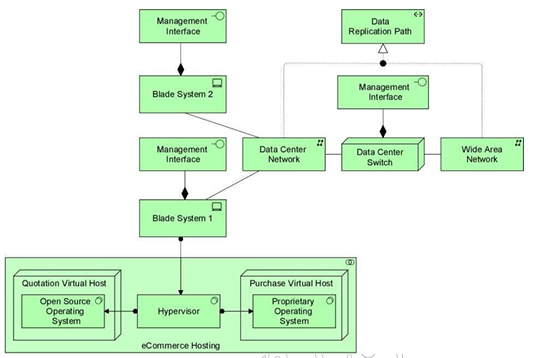 Management
Interface
Data
Replication Path
Blade System 2
Management
Interface
Management
Interface
Data Center
Network
Data Center
Switch
Wide Area
Network
Blade System 1
Quotation Virtual Host
Open Source
Operating
System
Hypervisor
Purchase Virtual Host
Proprietary
Operating
System
eCommerce Hosting